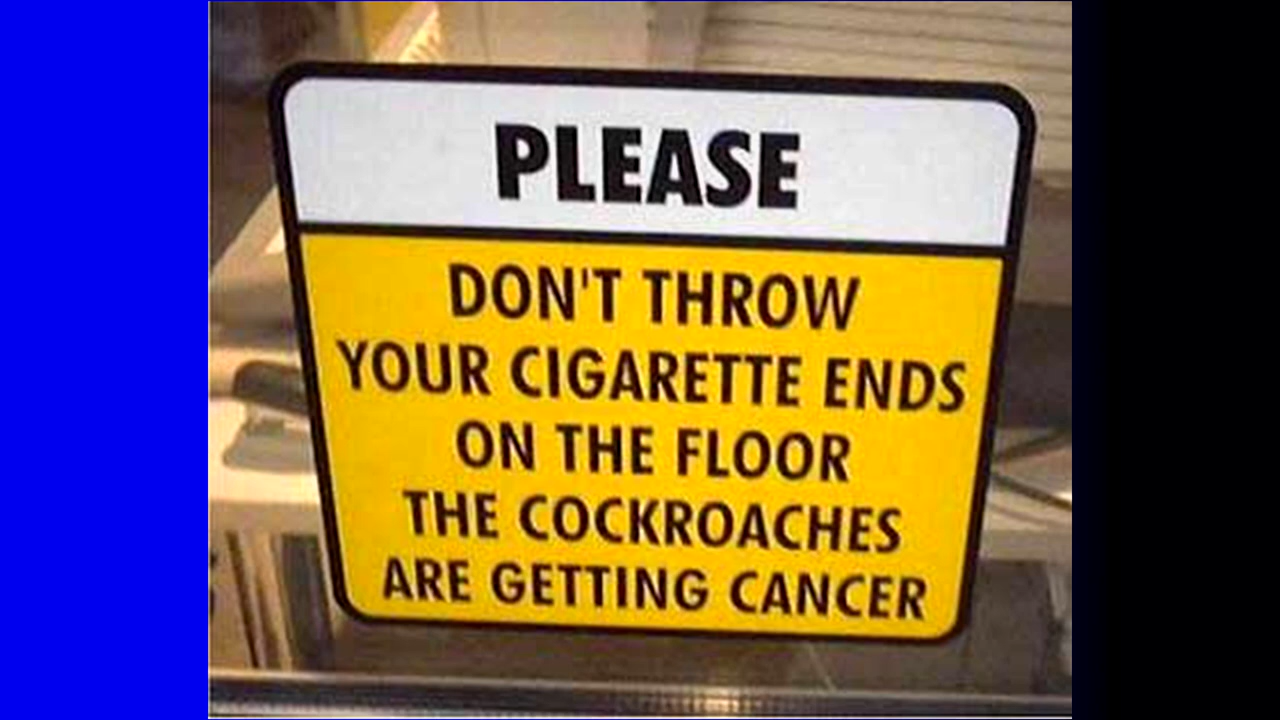 PLEASE
DON'T THROW
YOUR CIGARETTE ENDS
ON THE FLOOR
THE COCKROACHES
ARE GETTING CANCER